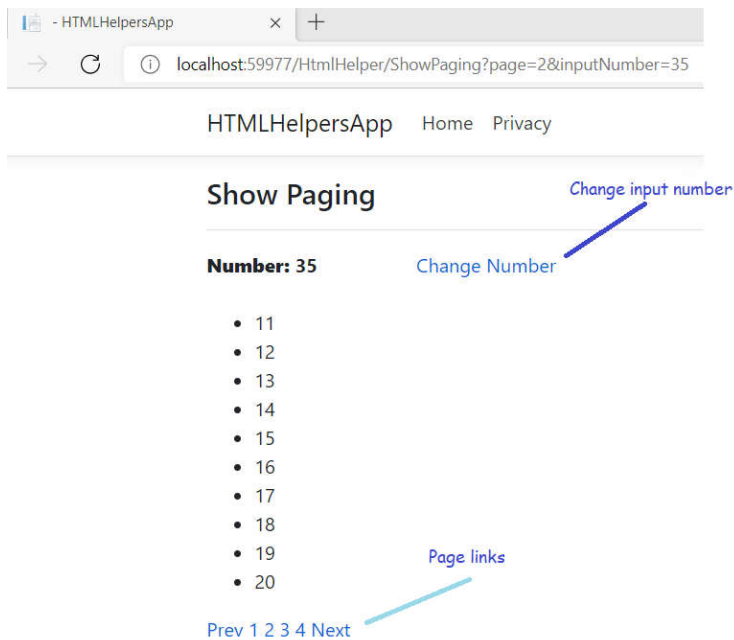 - HTMLHelpersApp
localhost:59977/HtmlHelper/ShowPaging?page=2&inputNumber=35
HTMLHelpersApp Home Privacy
Show Paging
Change input number
Number: 35 Change Number
• 11
• 12
• 13
• 14
• 15
• 16
• 17
• 18
• 19
• 20
Page links
Prev 1 2 3 4 Next